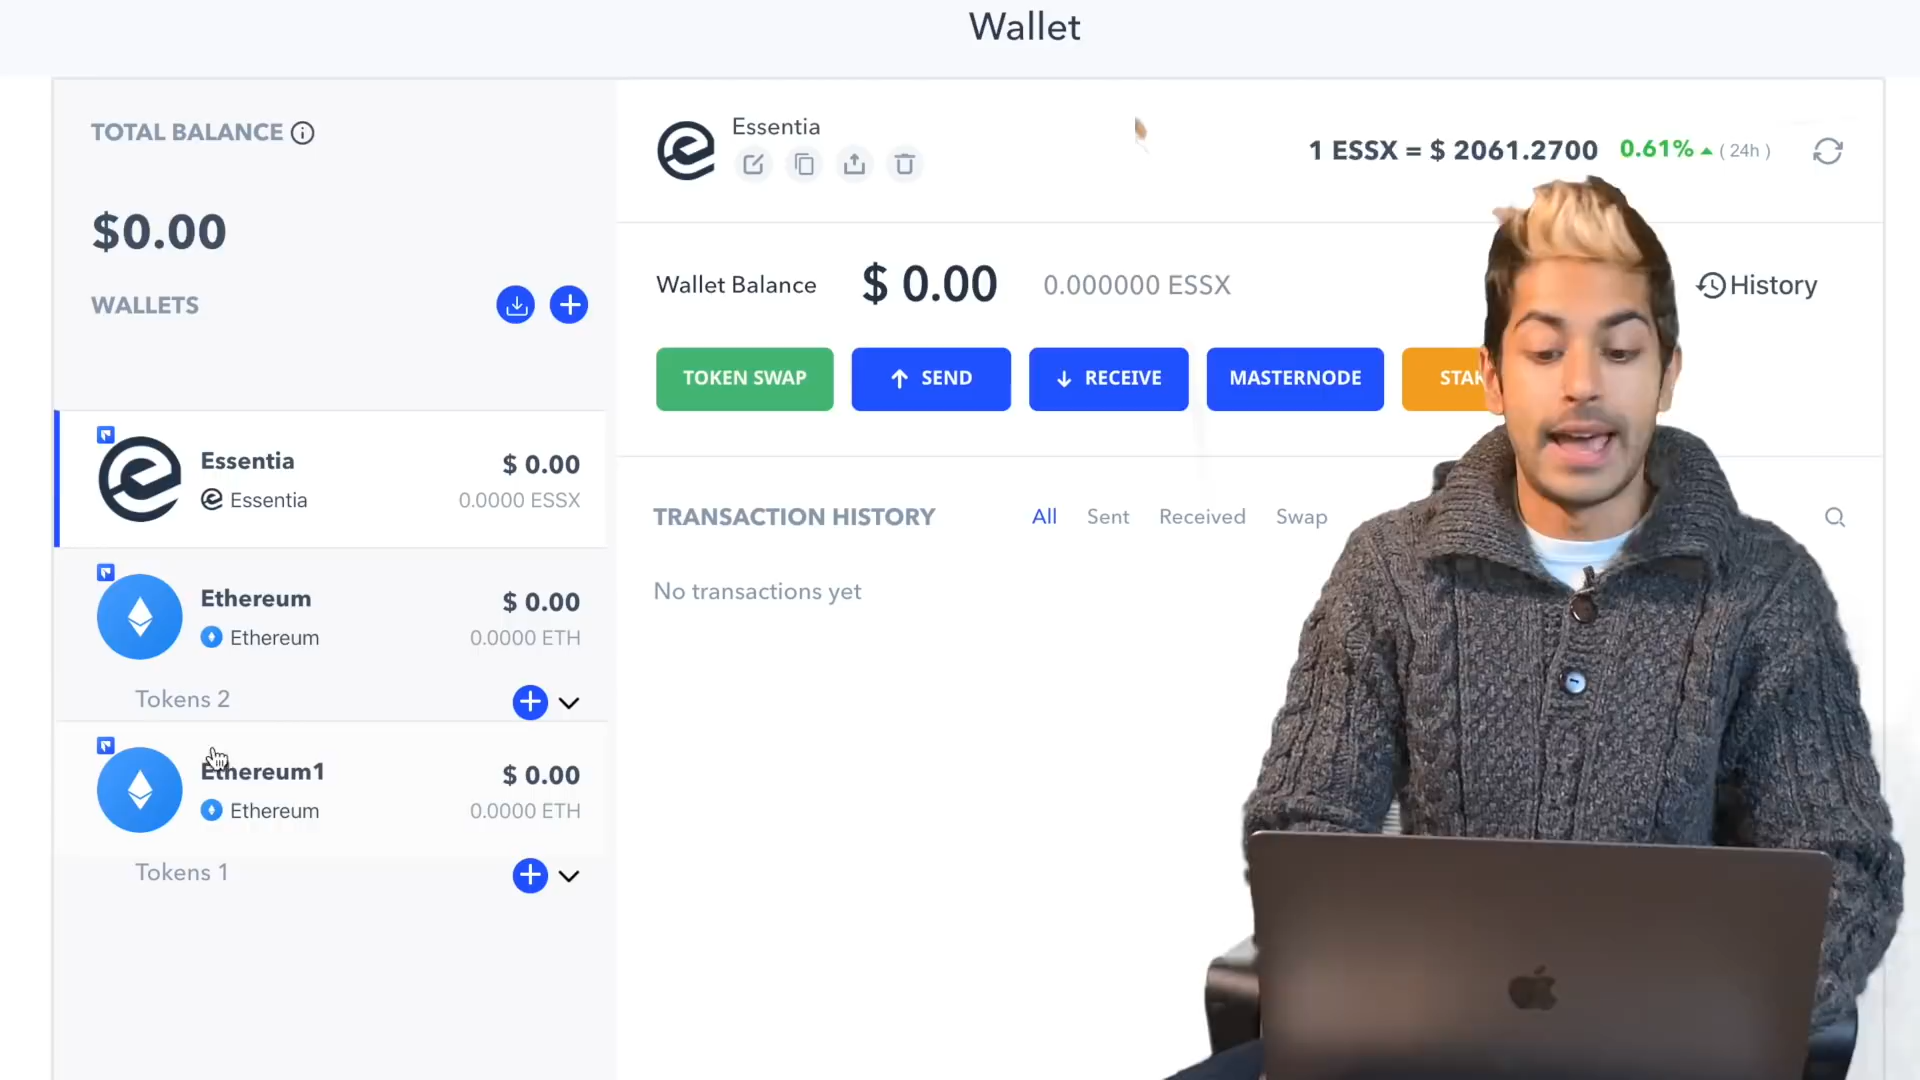 Wallet
TOTAL BALANCE
$0.00
WALLETS
Essentia
$ 0.00
Essentia
0.0000 ESSX
Ethereum
$ 0.00
Ethereum
0.0000 ETH
Tokens 2
Ethereum1
$ 0.00
Ethereum
0.0000 ETH
Tokens 1
Essentia
1 ESSX = $ 2061.2700 0.61% ( 24h )
Wallet Balance $ 0.00 0.000000 ESSX
History
TOKEN SWAP SEND RECEIVE MASTERNODE
TRANSACTION HISTORY All Sent Received Swap
No transactions yet